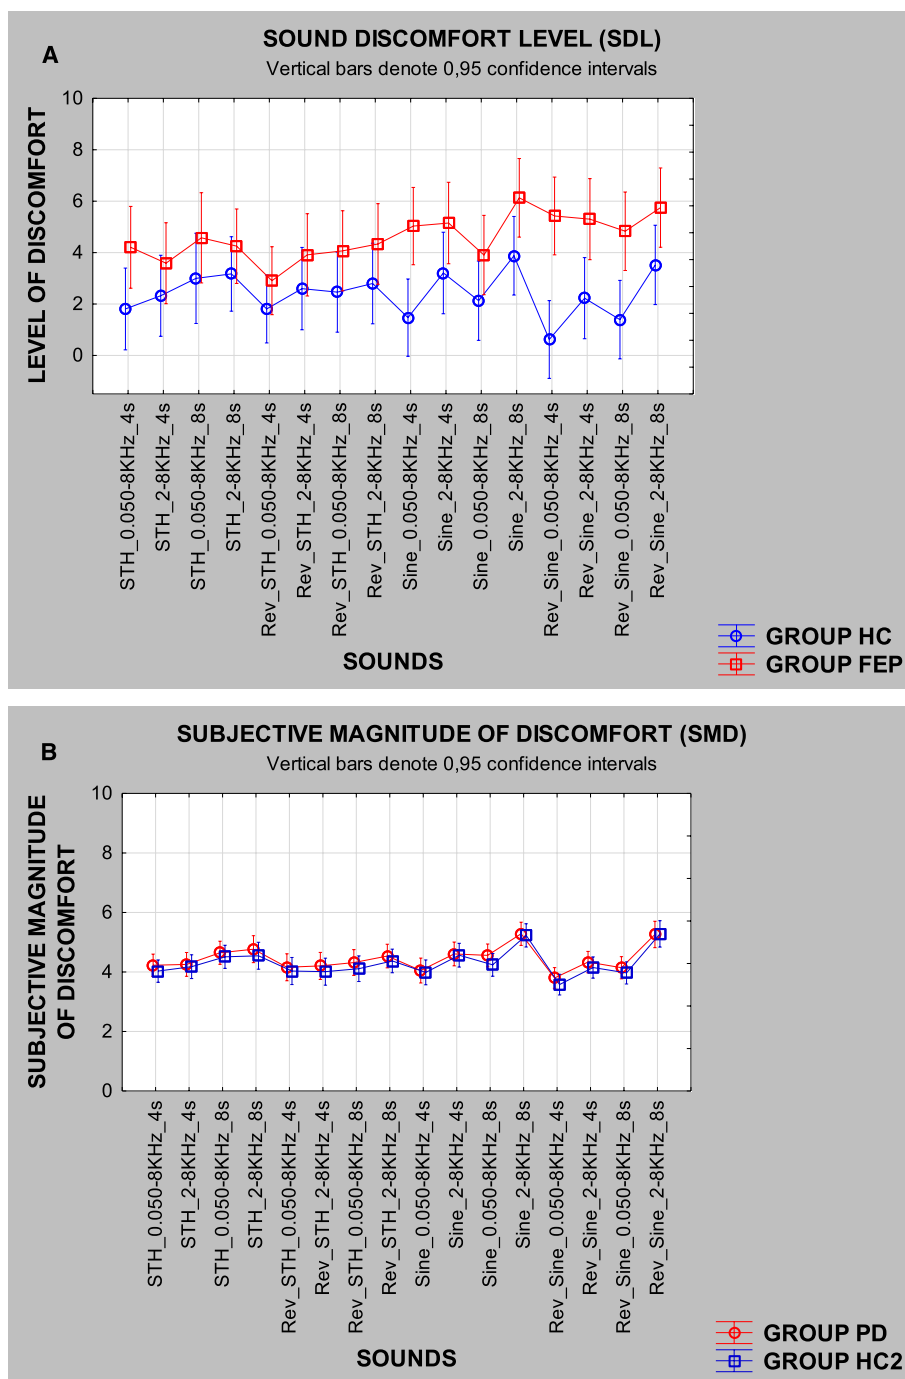 A
SOUND DISCOMFORT LEVEL (SDL)
Vertical bars denote 0,95 confidence intervals
LEVEL OF DISCOMFORT
10
8
6
4
2
0
STH_0.050-8KHz_4s
STH_2-8KHz_4s
STH_0.050-8KHz_8s
STH_2-8KHz_8s
Rev_STH_0.050-8KHz_4s
Rev_STH_2-8KHz_4s
Rev_STH_0.050-8KHz_8s
Rev_STH_2-8KHz_8s
Sine_0.050-8KHz_4s
Sine_2-8KHz_4s
Sine_0.050-8KHz_8s
Sine_2-8KHz_8s
Rev_Sine_0.050-8KHz_4s
Rev_Sine_2-8KHz_4s
Rev_Sine_0.050-8KHz_8s
Rev_Sine_2-8KHz_8s
SOUNDS
GROUP HC
GROUP FEP
B
SUBJECTIVE MAGNITUDE OF DISCOMFORT (SMD)
Vertical bars denote 0,95 confidence intervals
SUBJECTIVE MAGNITUDE
OF DISCOMFORT
10
8
6
4
2
0
STH_0.050-8KHz_4s
STH_2-8KHz_4s
STH_0.050-8KHz_8s
STH_2-8KHz_8s
Rev_STH_0.050-8KHz_4s
Rev_STH_2-8KHz_4s
Rev_STH_0.050-8KHz_8s
Rev_STH_2-8KHz_8s
Sine_0.050-8KHz_4s
Sine_2-8KHz_4s
Sine_0.050-8KHz_8s
Sine_2-8KHz_8s
Rev_Sine_0.050-8KHz_4s
Rev_Sine_2-8KHz_4s
Rev_Sine_0.050-8KHz_8s
Rev_Sine_2-8KHz_8s
SOUNDS
GROUP PD
GROUP HC2